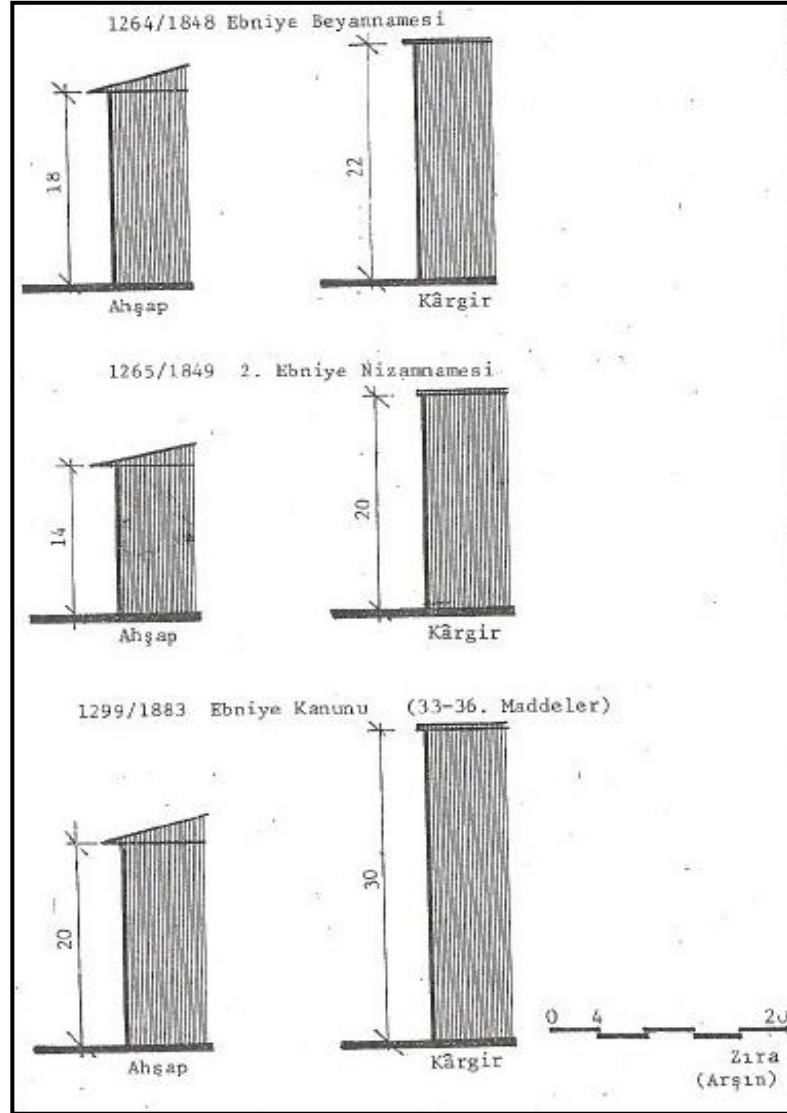 1264/1848 Ebniye Beyannamesi
18
22
Ahşap
Kârgir
1265/1849 2. Ebniye Nizamnamesi
14
20
Ahşap
Kârgir
1299/1883 Ebniye Kanunu (33-36. Maddeler)
20
30
0 4 20
Ahşap
Kârgir
Zıra
(Arşın)